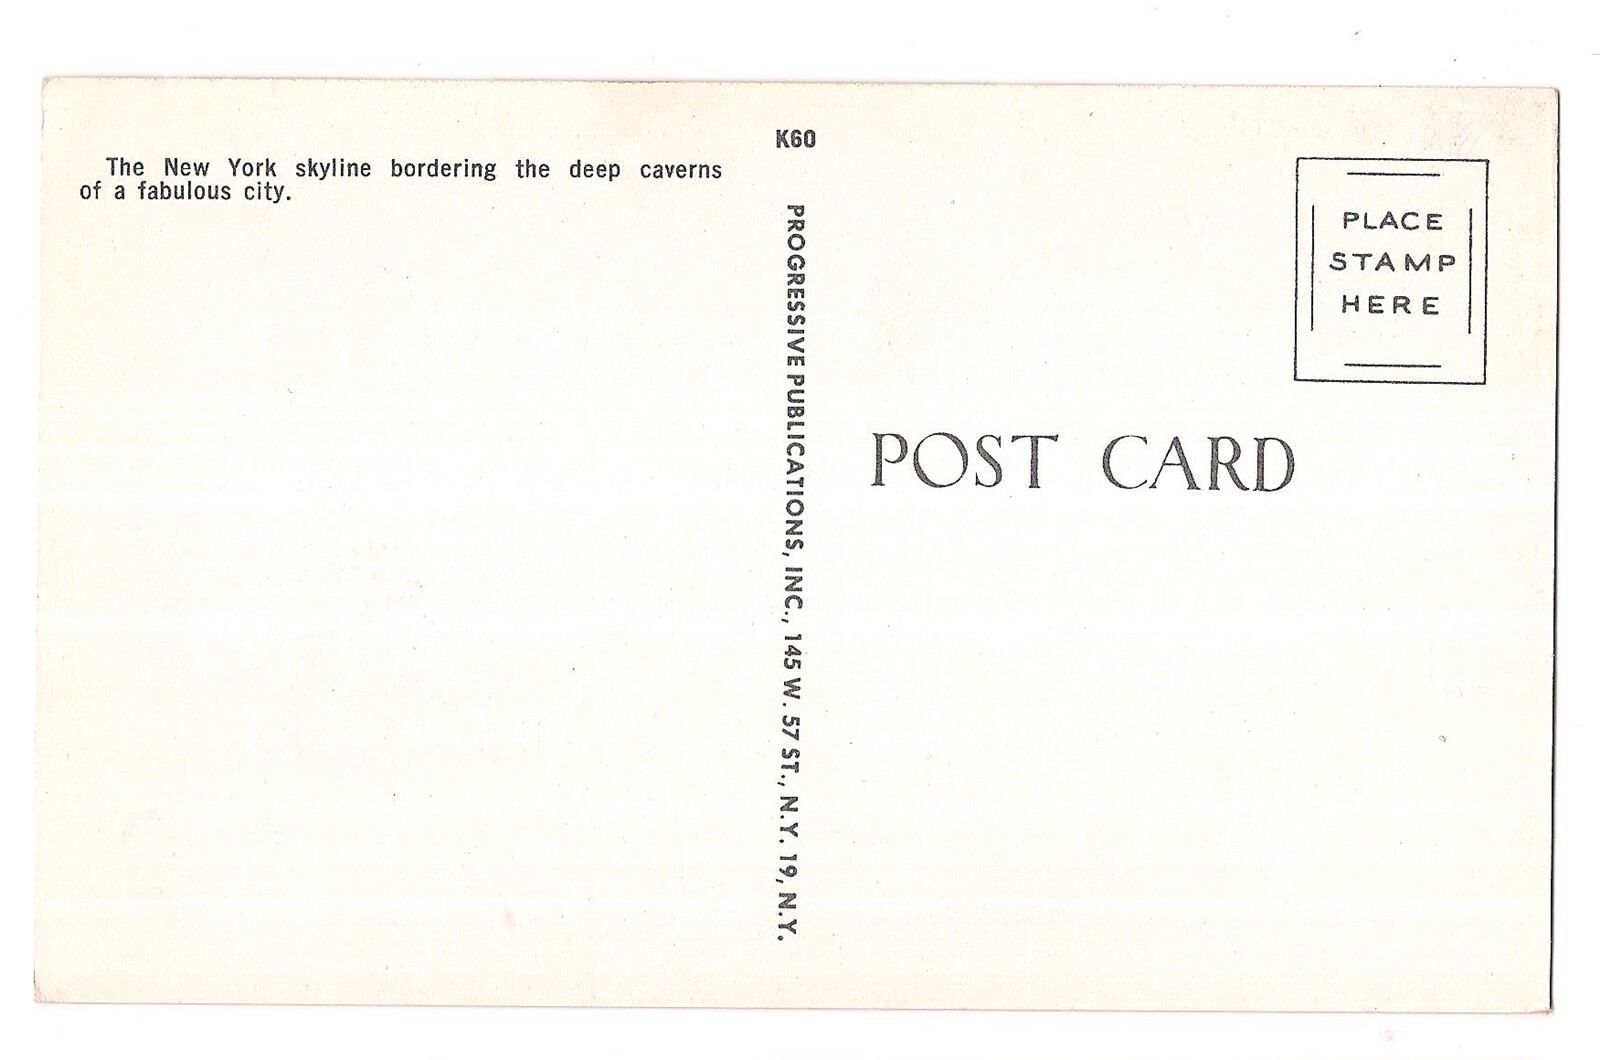 The New York skyline bordering the deep caverns
of a fabulous city.
K60
PROGRESSIVE PUBLICATIONS, INC., 145 W. 57 ST., N.Y. 19, N.Y.
PLACE
STAMP
HERE
POST CARD